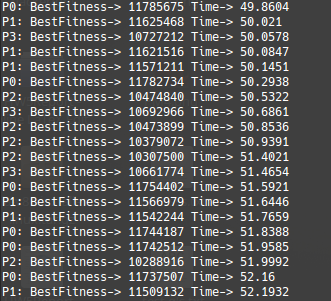 P0: BestFitness-> 11785675 Time-> 49.8604
P1: BestFitness-> 11625468 Time-> 50.021
P3: BestFitness-> 10727212 Time-> 50.0578
P1: BestFitness-> 11621516 Time-> 50.0847
P1: BestFitness-> 11571211 Time-> 50.1451
P0: BestFitness-> 11782734 Time-> 50.2938
P2: BestFitness-> 10474840 Time-> 50.5322
P3: BestFitness-> 10692966 Time-> 50.6861
P2: BestFitness-> 10473899 Time-> 50.8536
P2: BestFitness-> 10379072 Time-> 50.9391
P2: BestFitness-> 10307500 Time-> 51.4021
P3: BestFitness-> 10661774 Time-> 51.4654
P0: BestFitness-> 11754402 Time-> 51.5921
P1: BestFitness-> 11566979 Time-> 51.6446
P1: BestFitness-> 11542244 Time-> 51.7659
P0: BestFitness-> 11744187 Time-> 51.8388
P0: BestFitness-> 11742512 Time-> 51.9585
P2: BestFitness-> 10288916 Time-> 51.9992
P0: BestFitness-> 11737507 Time-> 52.16
P1: BestFitness-> 11509132 Time-> 52.1932